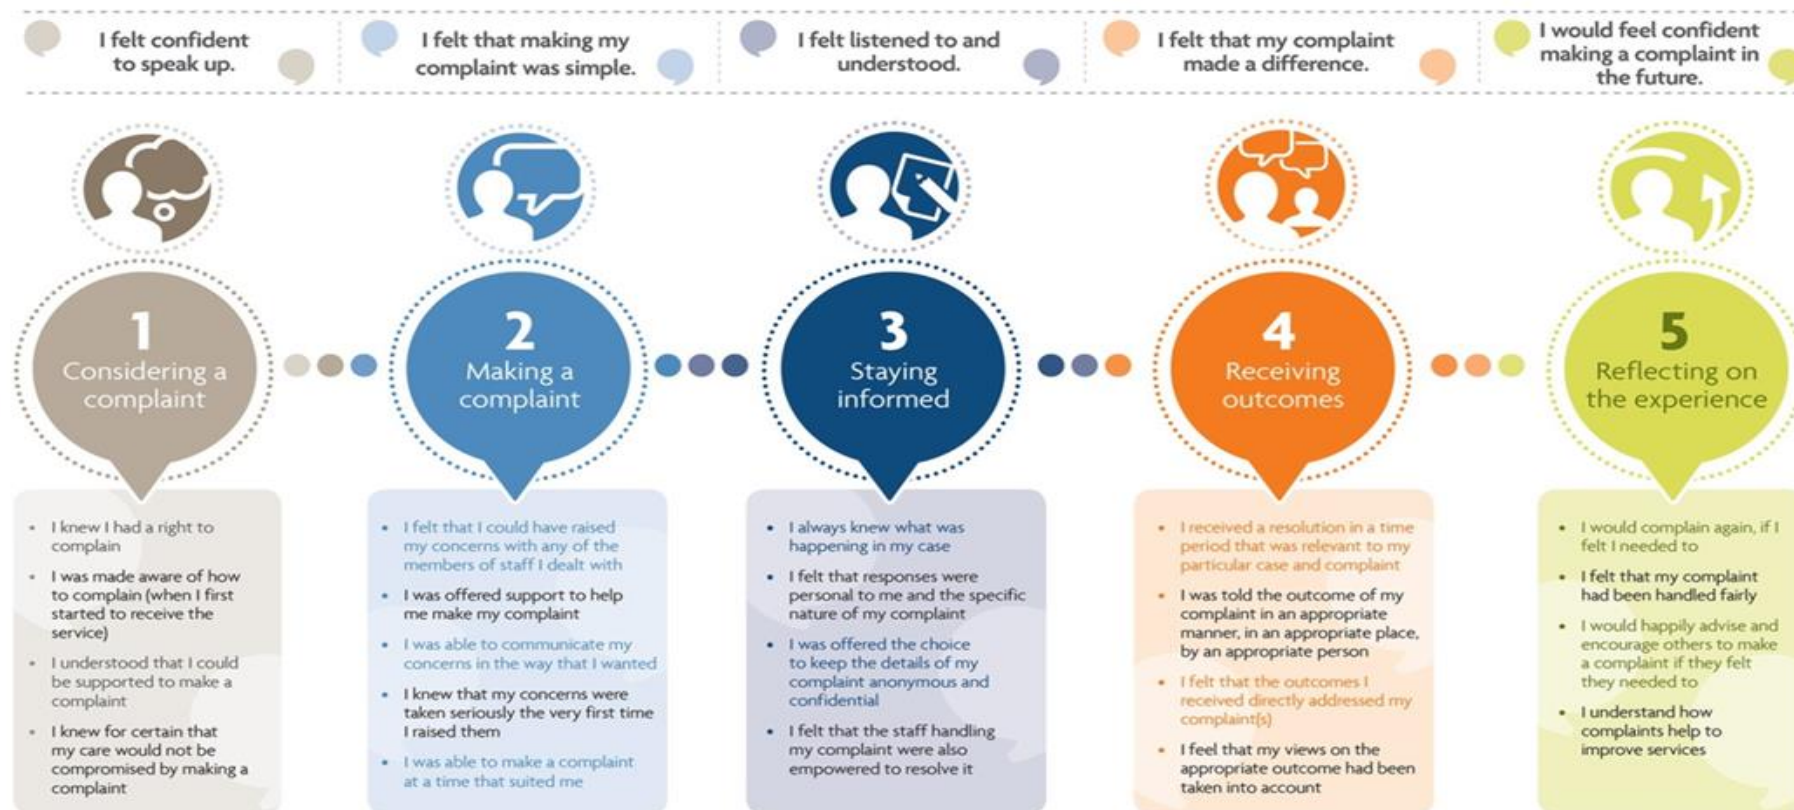 I felt confident
to speak up.
I felt that making my
complaint was simple.
I felt listened to and
understood.
I felt that my complaint
made a difference.
I would feel confident
making a complaint in
the future.
1
Considering a
complaint
2
Making a
complaint
3
Staying
informed
4
Receiving
outcomes
5
Reflecting on
the experience
• I knew I had a right to
complain
• I was made aware of how
to complain (when I first
started to receive the
service)
• I understood that I could
be supported to make a
complaint
• I knew for certain that
my care would not be
compromised by making a
complaint
• I felt that I could have raised
my concerns with any of the
members of staff I dealt with
• I was offered support to help
me make my complaint
• I was able to communicate my
concerns in the way that I wanted
• I knew that my concerns were
taken seriously the very first time
I raised them
• I was able to make a complaint
at a time that suited me
• I always knew what was
happening in my case
• I felt that responses were
personal to me and the specific
nature of my complaint
• I was offered the choice
to keep the details of my
complaint anonymous and
confidential
• I felt that the staff handling
my complaint were also
empowered to resolve it
• I received a resolution in a time
period that was relevant to my
particular case and complaint
• I was told the outcome of my
complaint in an appropriate
manner, in an appropriate place,
by an appropriate person
• I felt that the outcomes I
received directly addressed my
complaint(s)
• I feel that my views on the
appropriate outcome had been
taken into account
• I would complain again, if I
felt I needed to
• I felt that my complaint
had been handled fairly
• I would happily advise and
encourage others to make
a complaint if they felt
they needed to
• I understand how
complaints help to
improve services